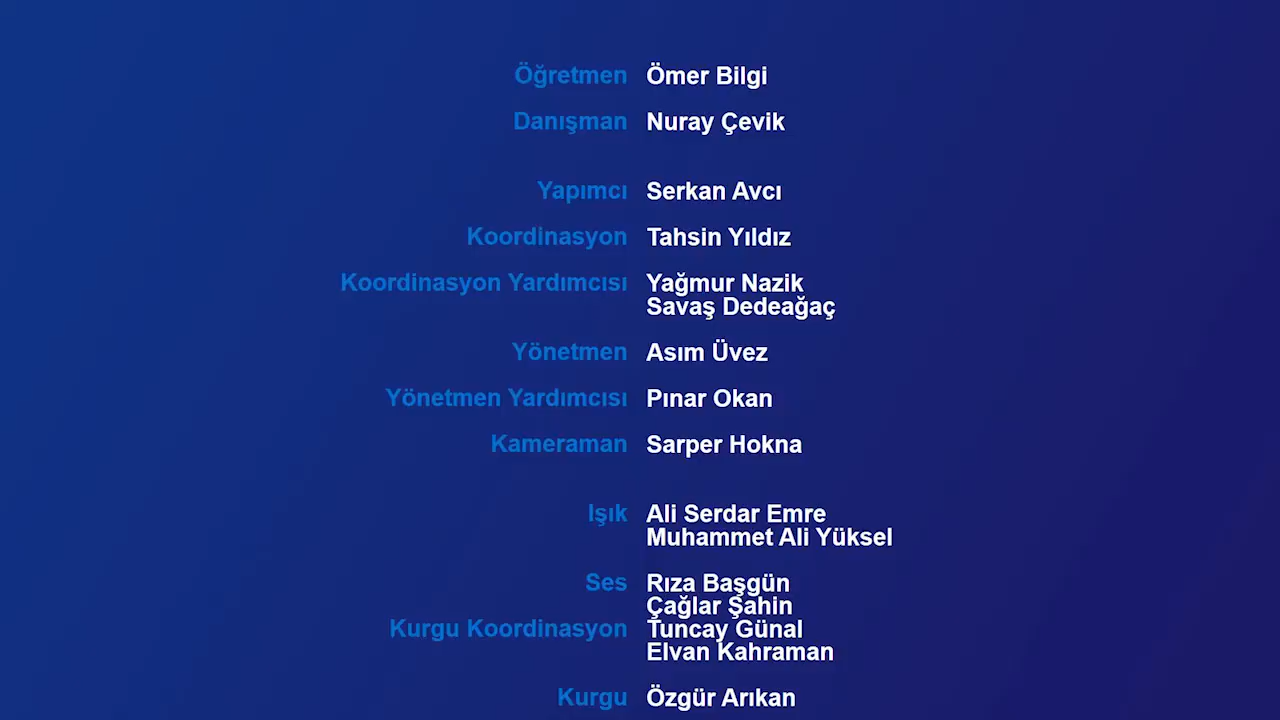 Öğretmen Ömer Bilgi
Danışman Nuray Çevik
Yapımcı Serkan Avcı
Koordinasyon Tahsin Yıldız
Koordinasyon Yardımcısı Yağmur Nazik
Savaş Dedeağaç
Yönetmen Asım Üvez
Yönetmen Yardımcısı Pınar Okan
Kameraman Sarper Hokna
Işık Ali Serdar Emre
Muhammet Ali Yüksel
Ses Rıza Başgün
Çağlar Şahin
Kurgu Koordinasyon Tuncay Günal
Elvan Kahraman
Kurgu Özgür Arıkan